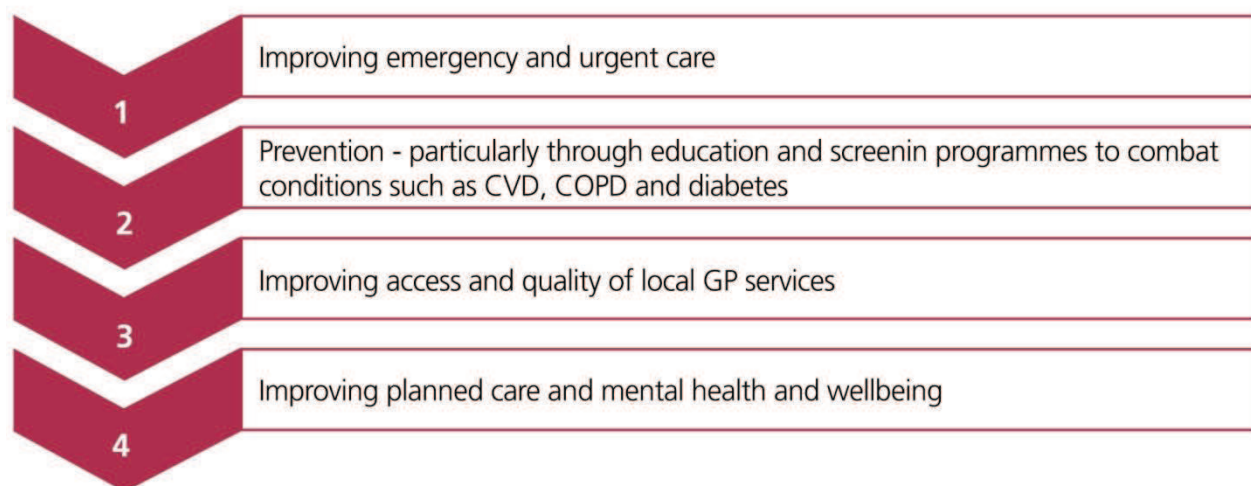 1
Improving emergency and urgent care
2
Prevention - particularly through education and screenin programmes to combat
conditions such as CVD, COPD and diabetes
3
Improving access and quality of local GP services
4
Improving planned care and mental health and wellbeing